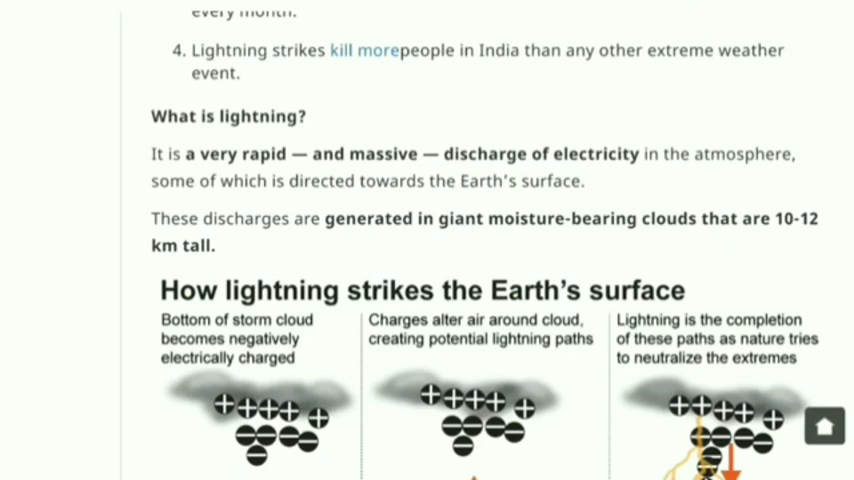 every month.
4. Lightning strikes kill morepeople in India than any other extreme weather
event.
What is lightning?
It is a very rapid — and massive — discharge of electricity in the atmosphere,
some of which is directed towards the Earth's surface.
These discharges are generated in giant moisture-bearing clouds that are 10-12
km tall.
How lightning strikes the Earth's surface
Bottom of storm cloud
becomes negatively
electrically charged
Charges alter air around cloud,
creating potential lightning paths
Lightning is the completion
of these paths as nature tries
to neutralize the extremes